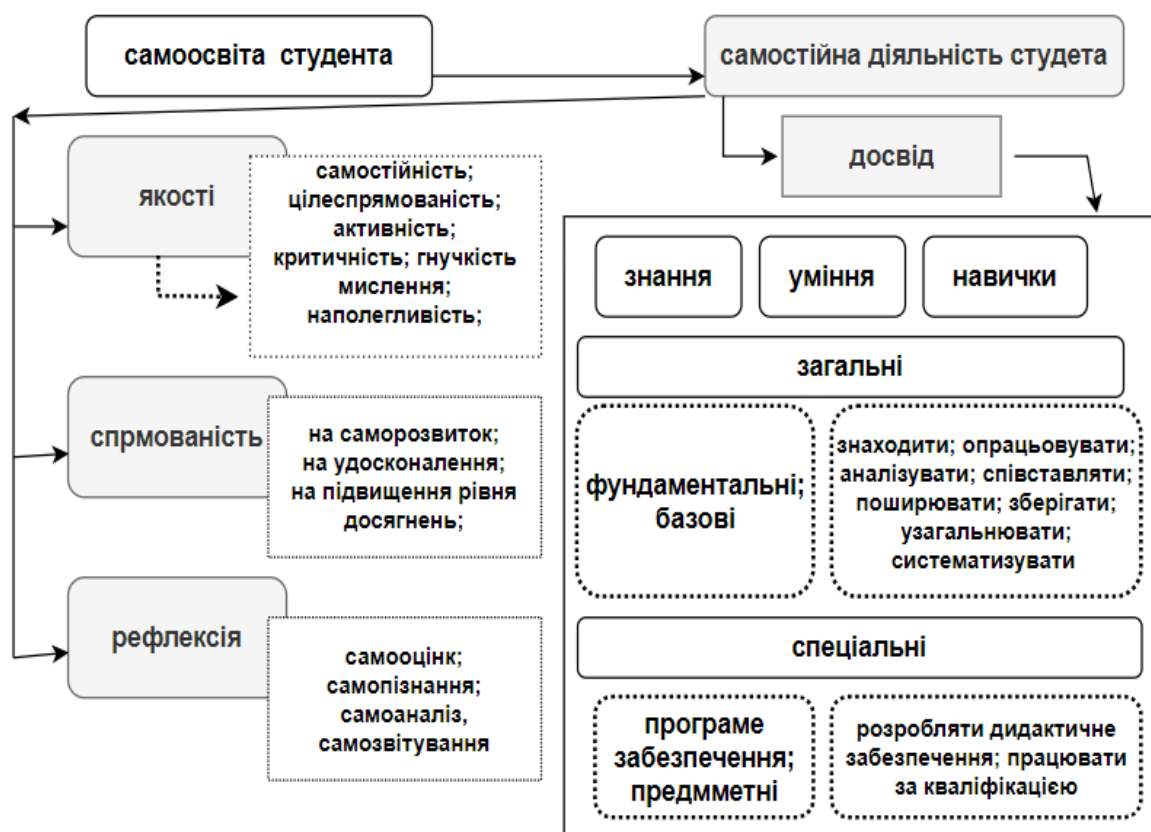 самоосвіта студента
самостійна діяльність студета
досвід
якості
самостійність;
цілеспрямованість;
активність;
критичність; гнучкість
мислення;
наполегливість;
спрмованість
на саморозвиток;
на удосконалення;
на підвищення рівня
досягнень;
рефлексія
самооцінк;
самопізнання;
самоаналіз,
самозвітування
знання
уміння
навички
загальні
фундаментальні;
базові
знаходити; опрацьовувати;
аналізувати; співставляти;
поширювати; зберігати;
узагальнювати;
систематизувати
спеціальні
програме
забезпечення;
предмметні
розробляти дидактичне
забезпечення; працювати
за кваліфікацією